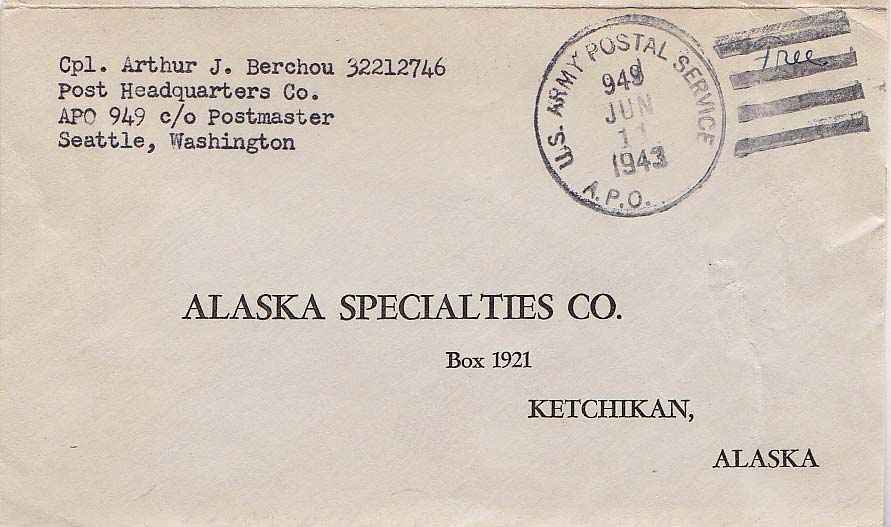 Cpl. Arthur J. Berchou 32212746
Post Headquarters Co.
APO 949 c/o Postmaster
Seattle, Washington
U.S. ARMY POSTAL SERVICE
949
JUN
11
1943
A.P.O.
Free
ALASKA SPECIALTIES CO.
Box 1921
KETCHIKAN,
ALASKA